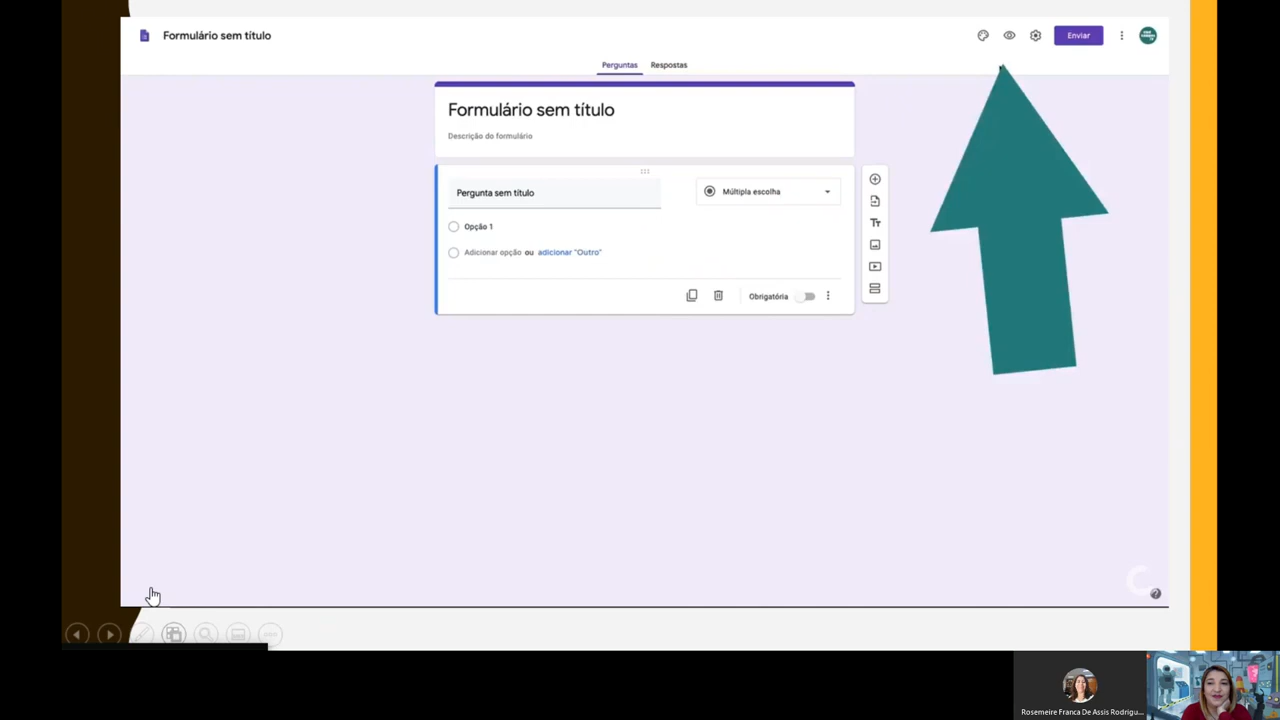 Formulário sem título
Enviar
Perguntas Respostas
Formulário sem título
Descrição do formulário
Pergunta sem título
Múltipla escolha
Opção 1
Adicionar opção ou adicionar "Outro"
Obrigatória
Rosemeire Franca De Assis Rodrigu...